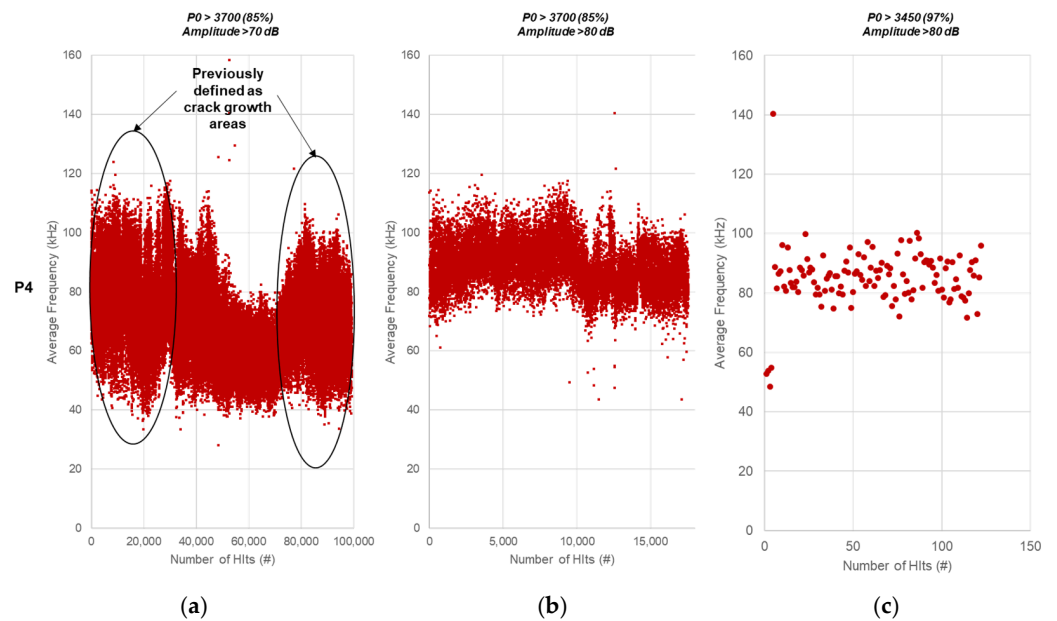 P0 > 3700 (85%)
Amplitude >70 dB
160
140
120
100
80
60
40
20
0
Average Frequency (kHz)
Previously
defined as
crack growth
areas
P4
0
20,000
40,000
60,000
80,000
100,000
Number of HIts (#)
(a)
P0 > 3700 (85%)
Amplitude >80 dB
160
140
120
100
80
60
40
20
0
Average Frequency (kHz)
0
5,000
10,000
15,000
Number of HIts (#)
(b)
P0 > 3450 (97%)
Amplitude >80 dB
160
140
120
100
80
60
40
20
0
Average Frequency (kHz)
0
50
100
150
Number of HIts (#)
(c)